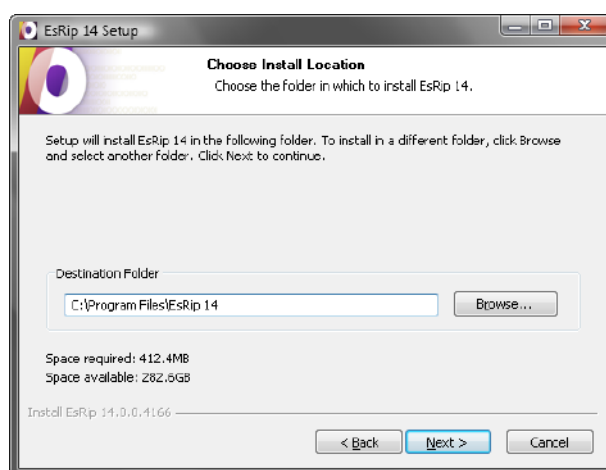 EsRip 14 Setup
Choose Install Location
Choose the folder in which to install EsRip 14.
Setup will install EsRip 14 in the following folder. To install in a different folder, click Browse
and select another folder. Click Next to continue.
Destination Folder
C:\Program Files\EsRip 14
Browse...
Space required: 412.4MB
Space available: 282.6GB
Install EsRip 14.0.0.4166
< Back
Next >
Cancel